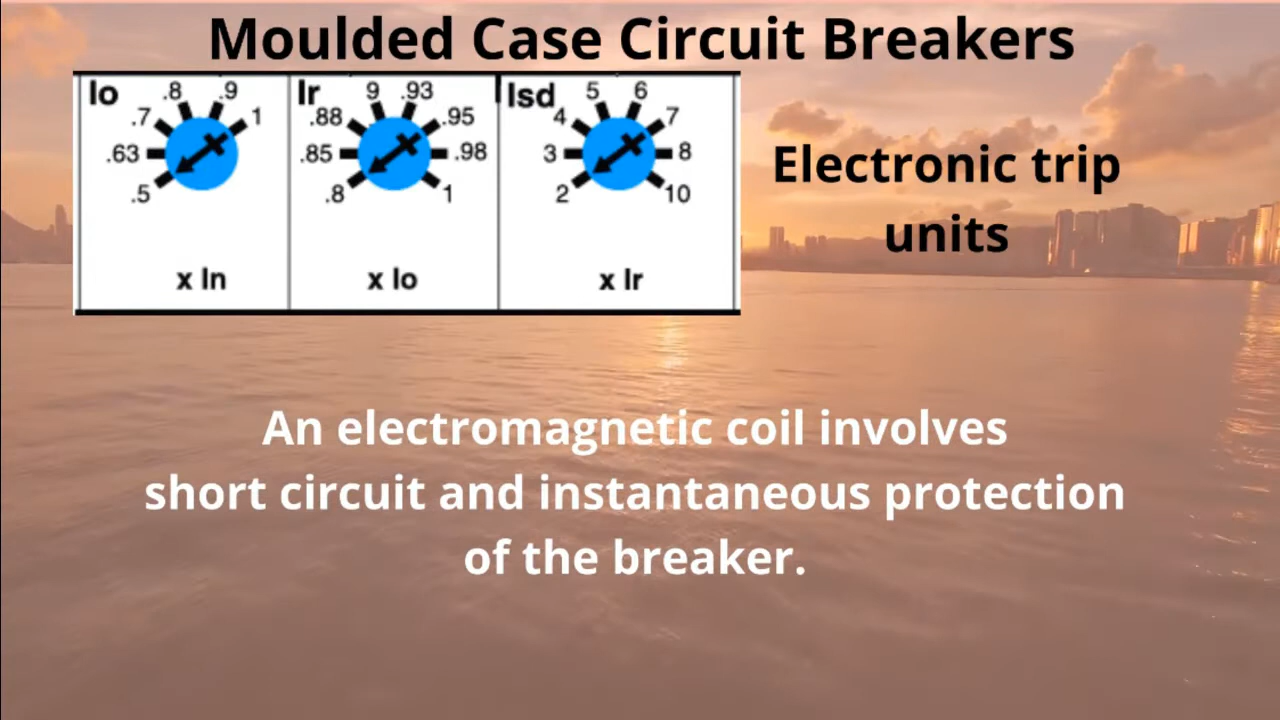 Moulded Case Circuit Breakers
Io .5 .63 .7 .8 .9 1
x In
Ir .8 .85 .88 9 .93 .95 .98 1
x Io
Isd 2 3 4 5 6 7 8 10
x Ir
Electronic trip
units
An electromagnetic coil involves
short circuit and instantaneous protection
of the breaker.